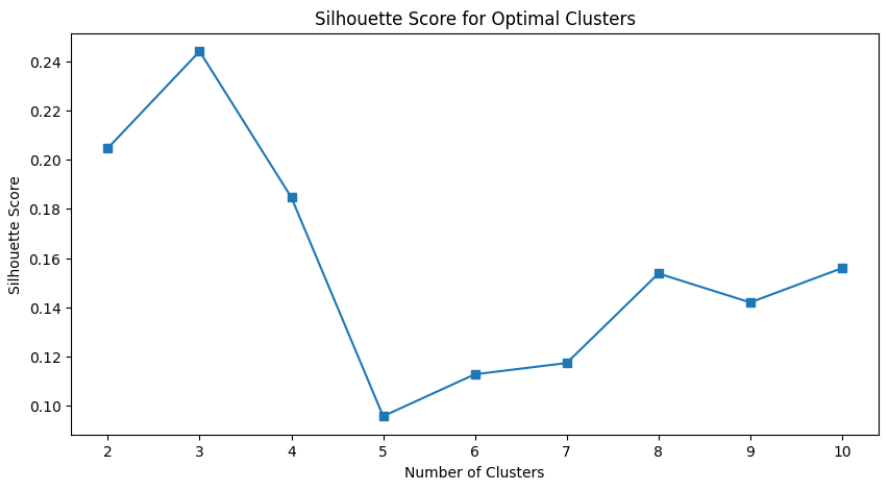 Silhouette Score for Optimal Clusters
0.24
0.22
0.20
0.18
0.16
0.14
0.12
0.10
Silhouette Score
2 3 4 5 6 7 8 9 10
Number of Clusters